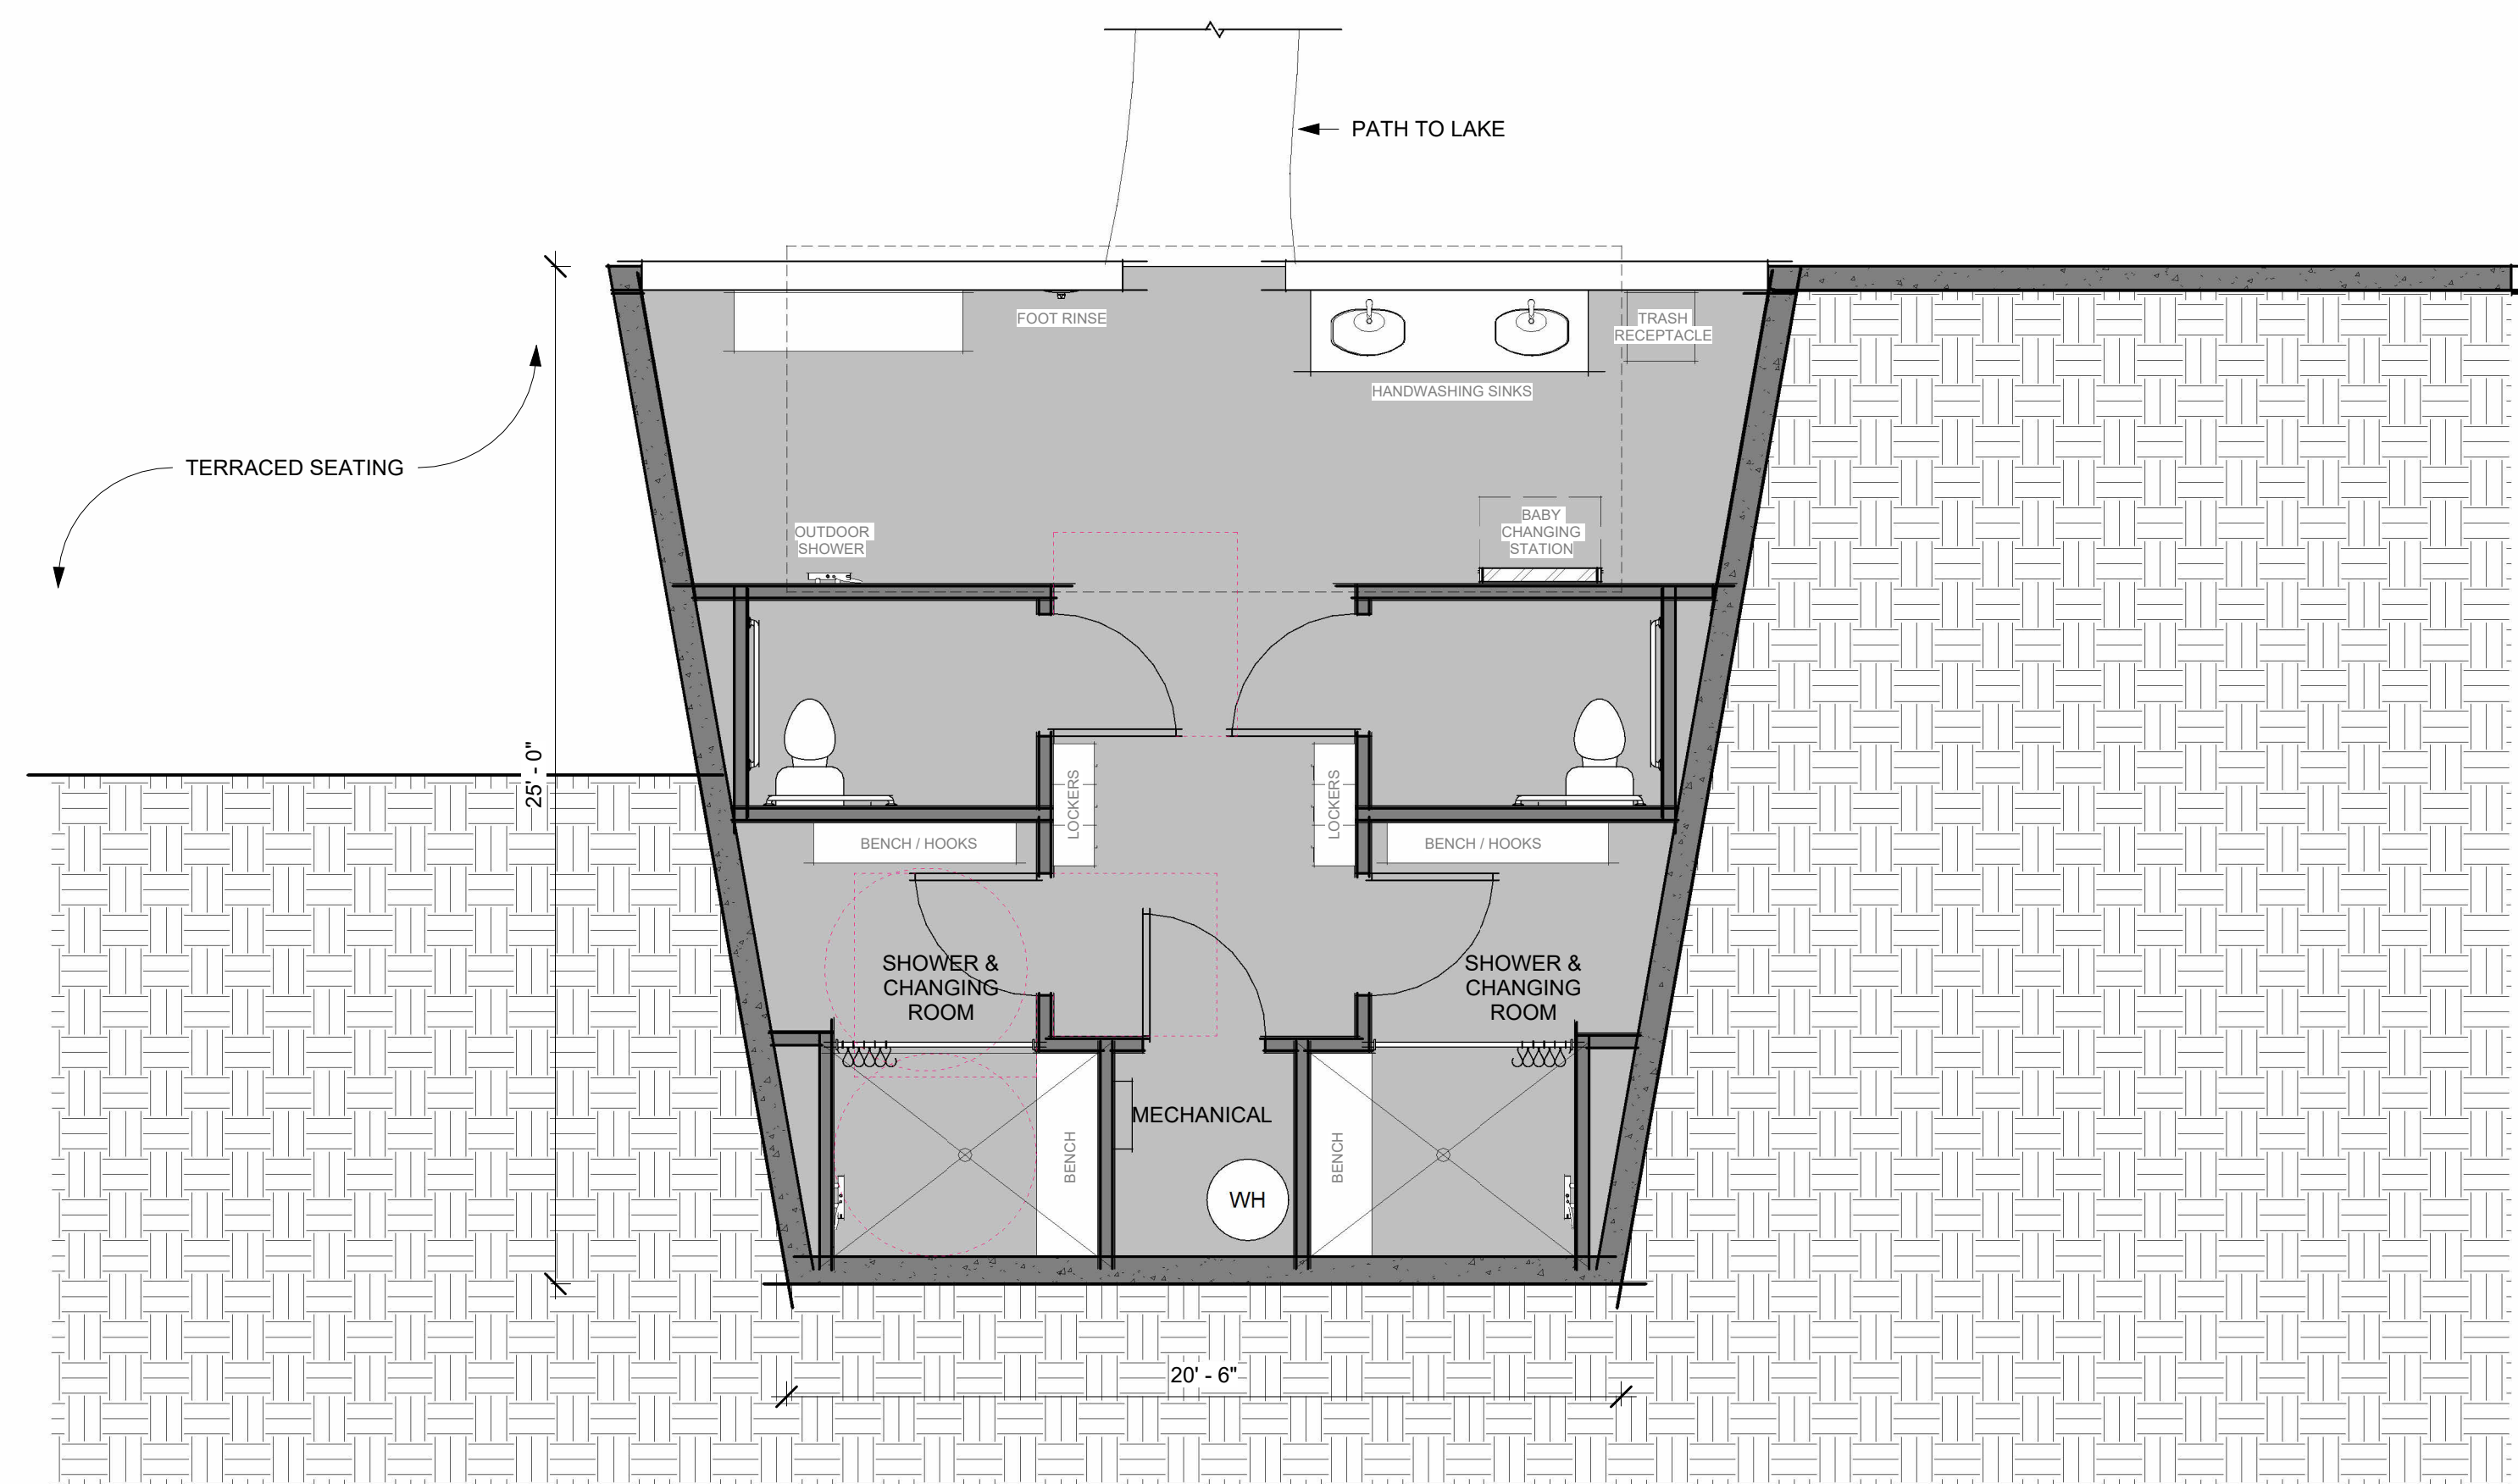 PATH TO LAKE
FOOT RINSE
TRASH
RECEPTACLE
HANDWASHING SINKS
TERRACED SEATING
OUTDOOR
SHOWER
BABY
CHANGING
STATION
25' - 0"
LOCKERS
LOCKERS
BENCH / HOOKS
BENCH / HOOKS
SHOWER &
CHANGING
ROOM
SHOWER &
CHANGING
ROOM
MECHANICAL
BENCH
BENCH
WH
20' - 6"